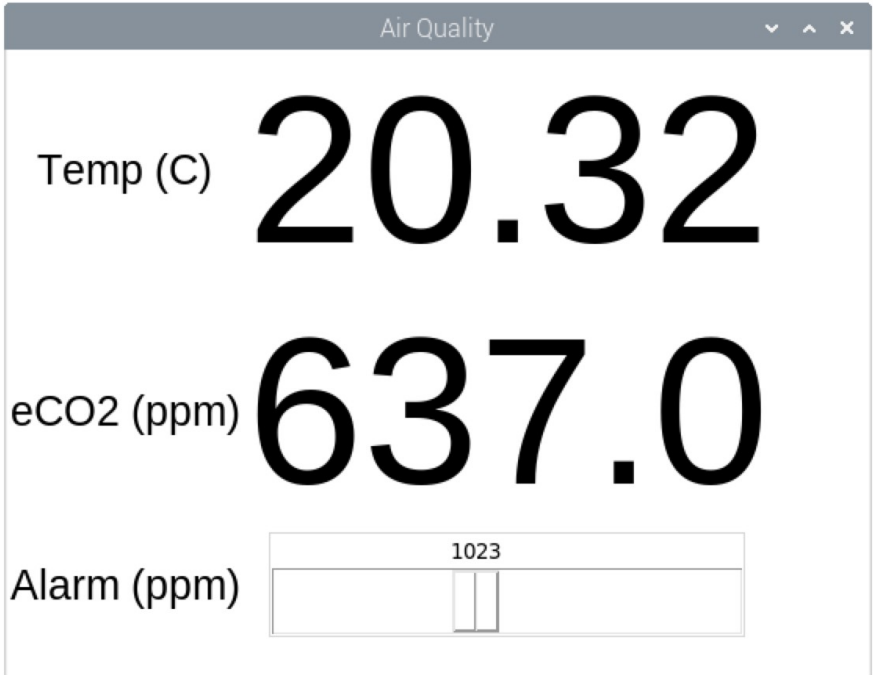 Air Quality
Temp (C) 20.32
eCO2 (ppm) 637.0
1023
Alarm (ppm)